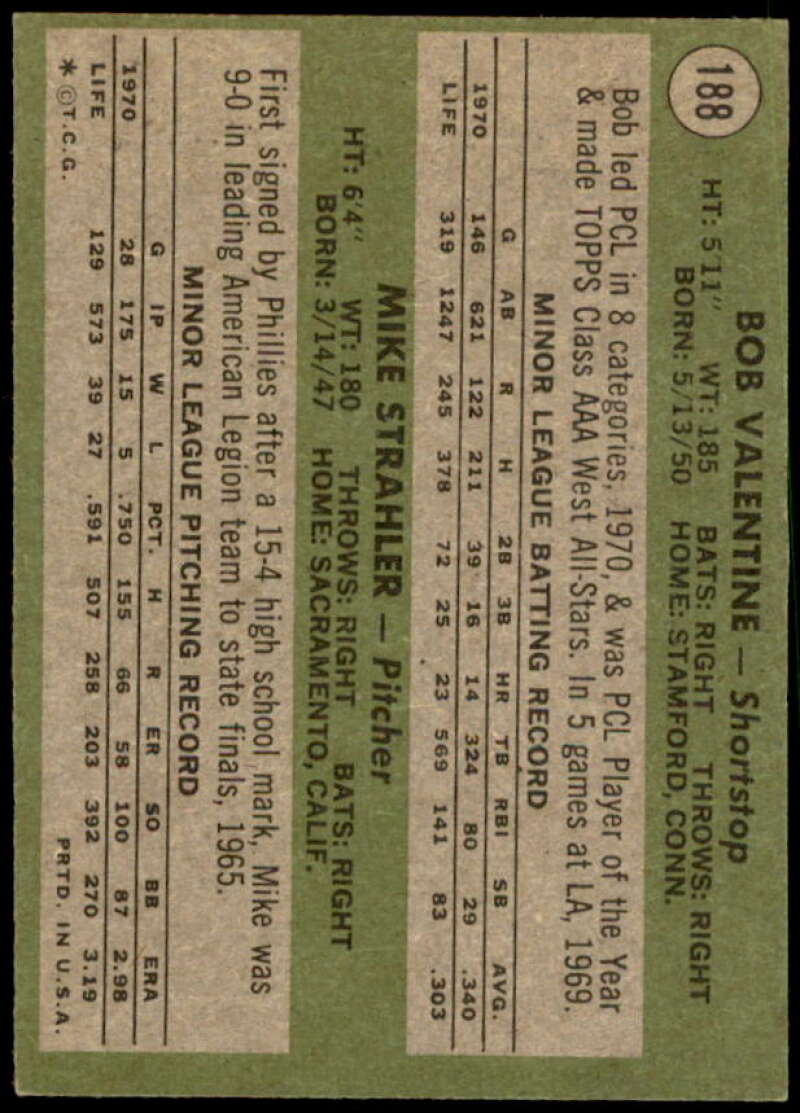 188
BOB VALENTINE — Shortstop
HT: 5'11" WT: 185 BATS: RIGHT THROWS: RIGHT
BORN: 5/13/50 HOME: STAMFORD, CONN.
Bob led PCL in 8 categories, 1970, & was PCL Player of the Year
& made TOPPS Class AAA West All-Stars. In 5 games at LA, 1969.
MINOR LEAGUE BATTING RECORD
G AB R H 2B 3B HR TB RBI SB AVG.
1970 146 621 122 211 39 16 14 324 80 29 .340
LIFE 319 1247 245 378 72 25 23 569 141 83 .303
MIKE STRAHLER — Pitcher
HT: 6'4" WT: 180 THROWS: RIGHT BATS: RIGHT
BORN: 3/14/47 HOME: SACRAMENTO, CALIF.
First signed by Phillies after a 15-4 high school mark, Mike was
9-0 in leading American Legion team to state finals, 1965.
MINOR LEAGUE PITCHING RECORD
G IP W L PCT. H R ER SO BB ERA
1970 28 175 15 5 .750 155 66 58 100 87 2.98
LIFE 129 573 39 27 .591 507 258 203 392 270 3.19
* ©T.C.G. PRTD. IN U.S.A.